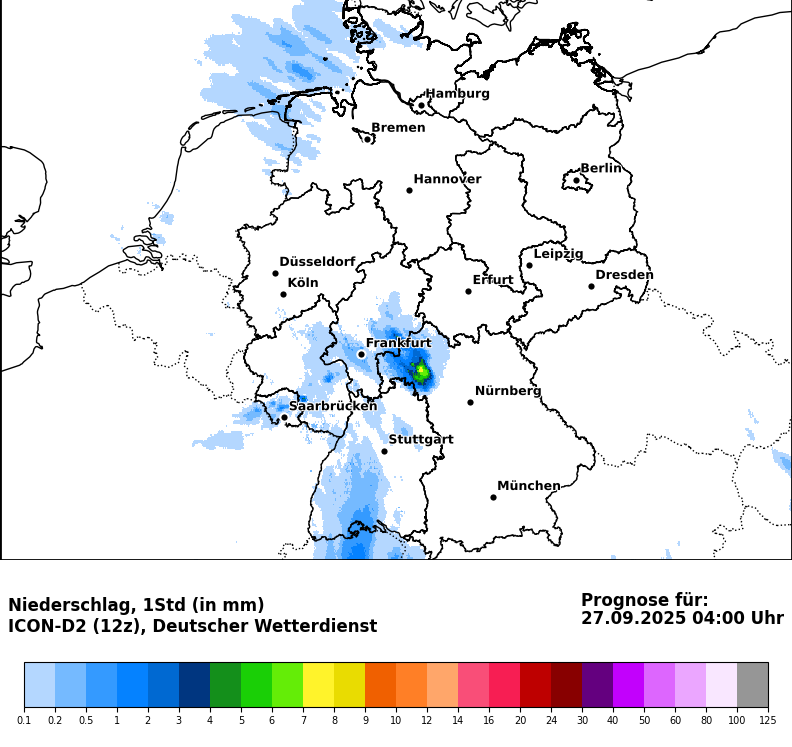 Hamburg
Bremen
Berlin
Hannover
Leipzig
Düsseldorf
Dresden
Erfurt
Köln
Frankfurt
Nürnberg
Saarbrücken
Stuttgart
München
Niederschlag, 1Std (in mm)
ICON-D2 (12z), Deutscher Wetterdienst
Prognose für:
27.09.2025 04:00 Uhr
0.1 0.2 0.5 1 2 3 4 5 6 7 8 9 10 12 14 16 20 24 30 40 50 60 80 100 125